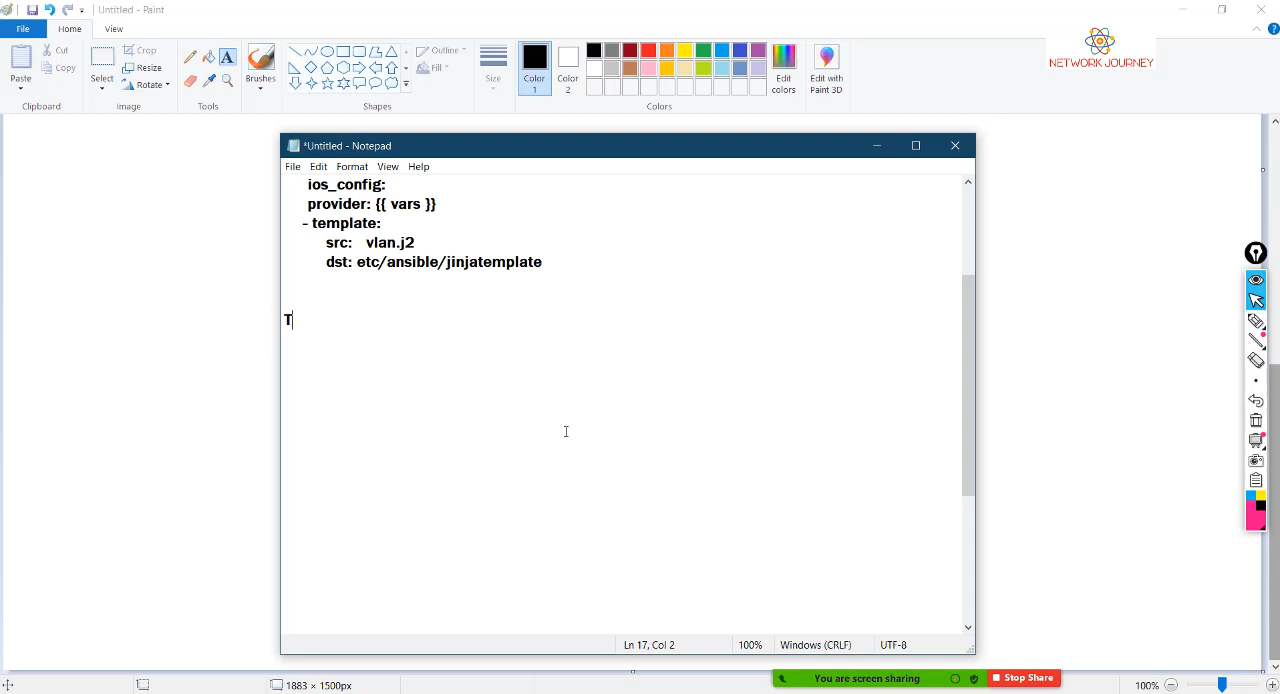 Untitled - Paint
File Home View
Paste
Cut
Copy
Clipboard
Select
Crop
Resize
Rotate
Image
Tools
Brushes
Shapes
Outline
Fill
Size
Color
1
Color
2
Edit
colors
Colors
Edit with
Paint 3D
NETWORK JOURNEY
*Untitled - Notepad
File Edit Format View Help
ios_config:
provider: {{ vars }}
- template:
src: vlan.j2
dst: etc/ansible/jinjatemplate
T
Ln 17, Col 2 100% Windows (CRLF) UTF-8
1883 × 1500px
You are screen sharing
Stop Share
100%